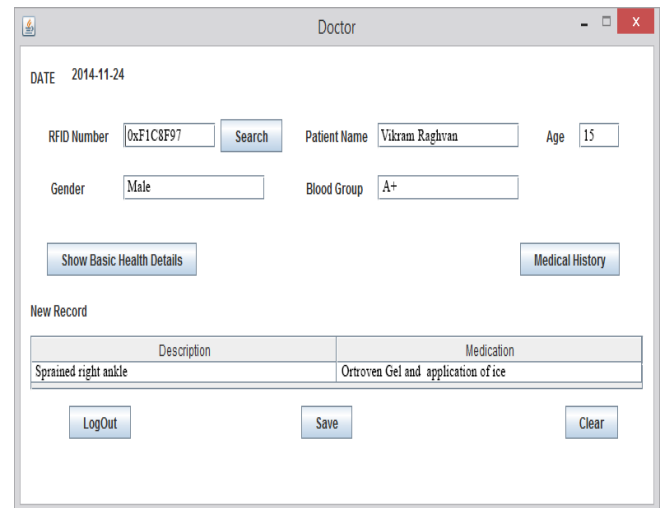 Doctor
DATE 2014-11-24
RFID Number 0xF1C8F97 Search Patient Name Vikram Raghvan Age 15
Gender Male Blood Group A+
Show Basic Health Details Medical History
New Record
Description Medication
Sprained right ankle Ortroven Gel and application of ice
LogOut Save Clear